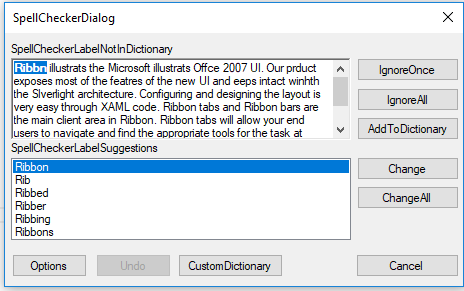 SpellCheckerDialog
SpellCheckerLabelNotInDictionary
Ribbn illustrats the Microsoft illustrats Offce 2007 UI. Our prduct
exposes most of the featres of the new UI and eeps intact winhth
the Slverlight architecture. Configuring and designing the layout is
very easy through XAML code. Ribbon tabs and Ribbon bars are
the main client area in Ribbon. Ribbon tabs will allow your end
users to navigate and find the appropriate tools for the task at
IgnoreOnce
IgnoreAll
AddToDictionary
SpellCheckerLabelSuggestions
Ribbon
Rib
Ribbed
Ribber
Ribbing
Ribbons
Change
ChangeAll
Options
Undo
CustomDictionary
Cancel